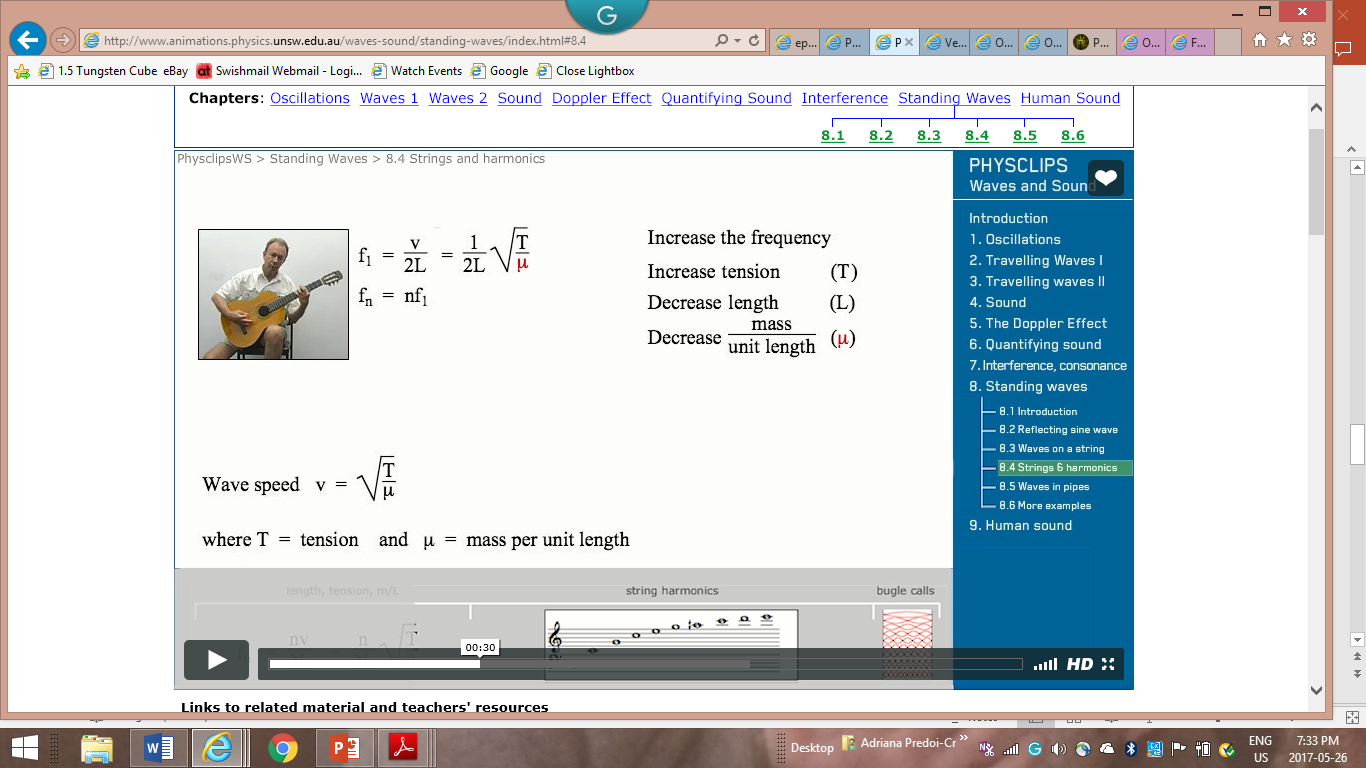 G
http://www.animations.physics.unsw.edu.au/waves-sound/standing-waves/index.html#8.4
ep... P... P... Ve... O... O... P... O... F...
1.5 Tungsten Cube eBay at Swishmail Webmail - Logi... Watch Events Google Close Lightbox
Chapters: Oscillations Waves 1 Waves 2 Sound Doppler Effect Quantifying Sound Interference Standing Waves Human Sound
8.1 8.2 8.3 8.4 8.5 8.6
PhysclipsWS > Standing Waves > 8.4 Strings and harmonics
f₁ = v/2L = 1/2L √T/μ
fₙ = nf₁
Increase the frequency
Increase tension (T)
Decrease length (L)
Decrease mass/unit length (μ)
Wave speed v = √T/μ
where T = tension and μ = mass per unit length
PHYSCLIPS
Waves and Sound
Introduction
1. Oscillations
2. Travelling Waves I
3. Travelling waves II
4. Sound
5. The Doppler Effect
6. Quantifying sound
7. Interference, consonance
8. Standing waves
8.1 Introduction
8.2 Reflecting sine wave
8.3 Waves on a string
8.4 Strings & harmonics
8.5 Waves in pipes
8.6 More examples
9. Human sound
length, tension, m/L string harmonics bugle calls
nv n √T
00:30
HD
Links to related material and teachers' resources
Desktop Adriana Predoi-Cr »
ENG
US
7:33 PM
2017-05-26